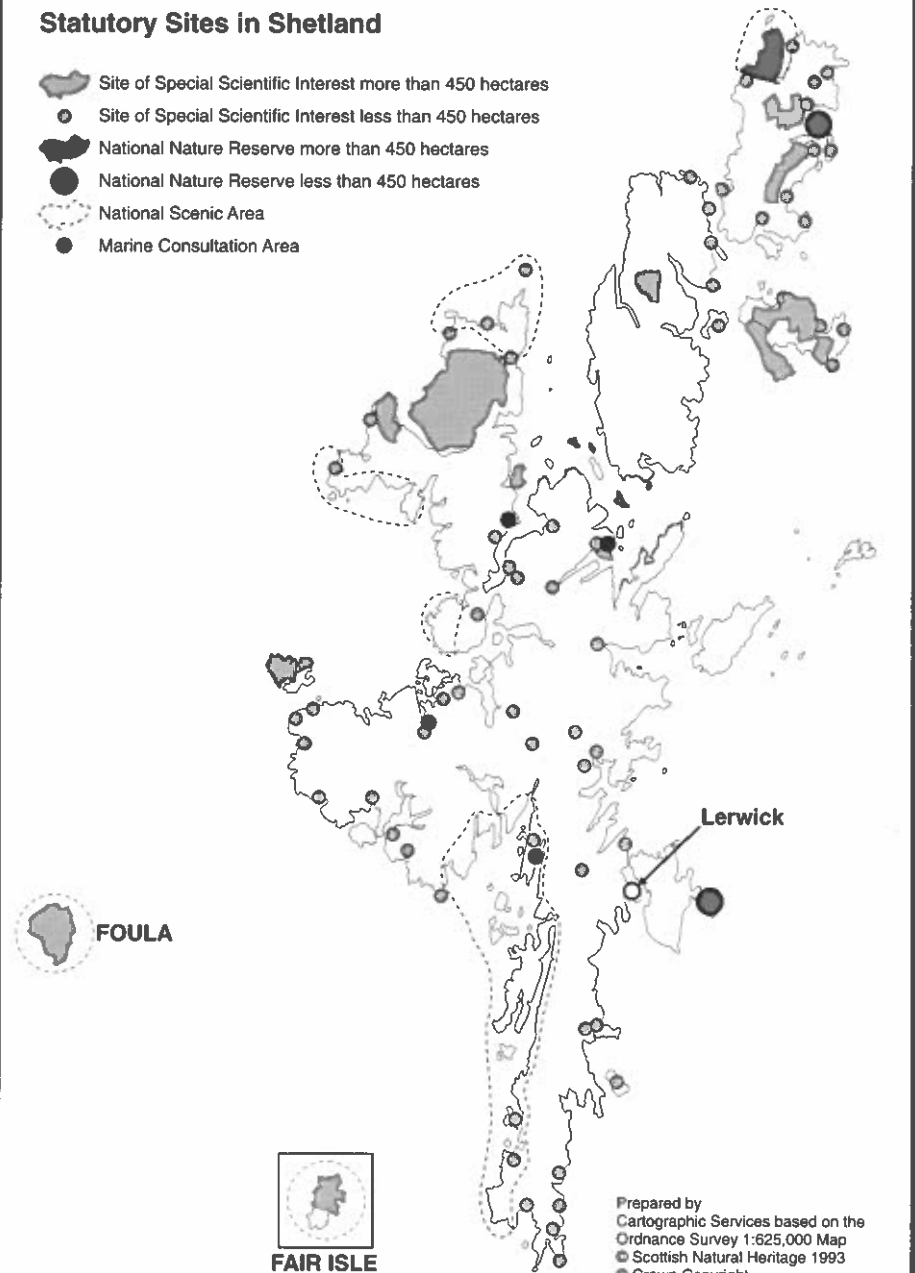 Statutory Sites in Shetland
Site of Special Scientific Interest more than 450 hectares
Site of Special Scientific Interest less than 450 hectares
National Nature Reserve more than 450 hectares
National Nature Reserve less than 450 hectares
National Scenic Area
Marine Consultation Area
Lerwick
FOULA
FAIR ISLE
Prepared by
Cartographic Services based on the
Ordnance Survey 1:625,000 Map
© Scottish Natural Heritage 1993
© Crown Copyright